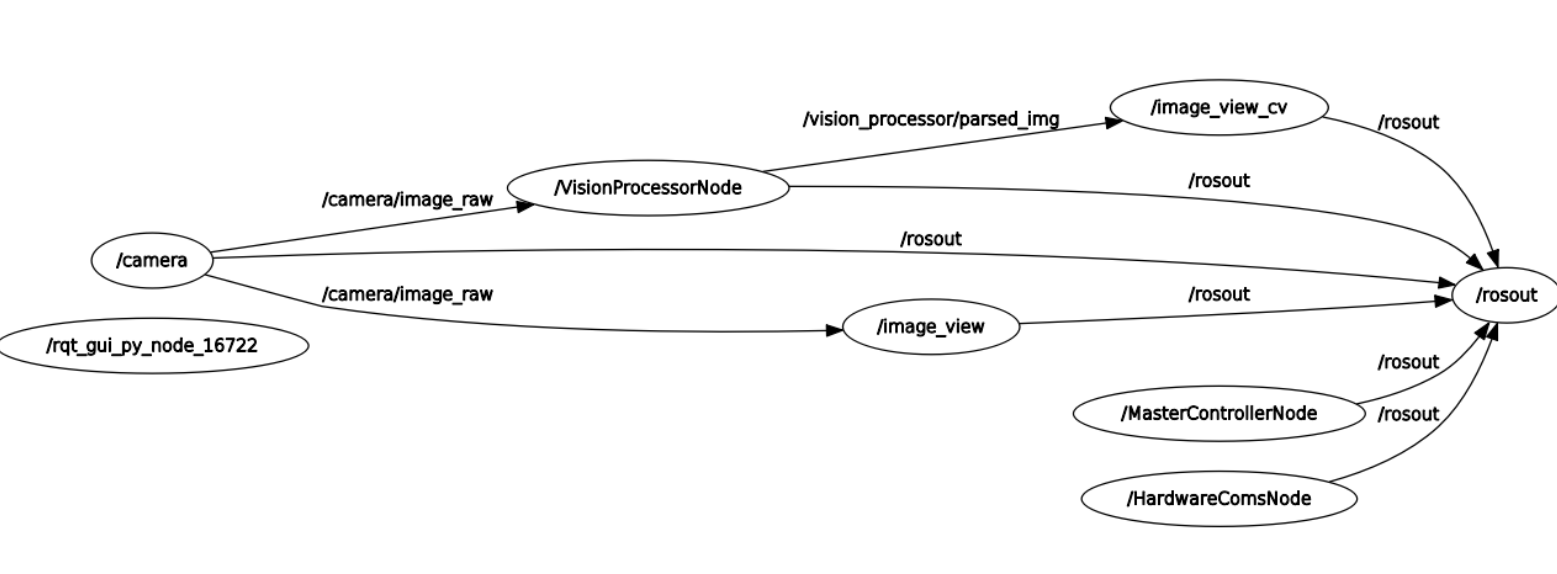 /image_view_cv
/vision_processor/parsed_img
/rosout
/VisionProcessorNode
/rosout
/camera/image_raw
/rosout
/camera
/camera/image_raw
/rosout
/rosout
/image_view
/rqt_gui_py_node_16722
/rosout
/MasterControllerNode
/rosout
/HardwareComsNode